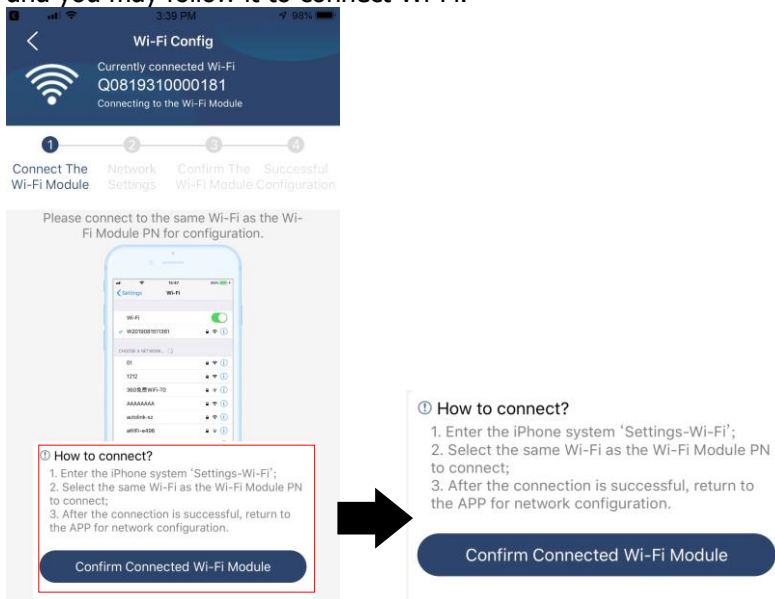 and you may follow it to connect Wi-Fi.
3:39 PM
98%
Wi-Fi Config
Currently connected Wi-Fi
Q0819310000181
Connecting to the Wi-Fi Module
1 2 3 4
Connect The Network Confirm The Successful
Wi-Fi Module Settings Wi-Fi Module Configuration
Please connect to the same Wi-Fi as the Wi-
Fi Module PN for configuration.
Settings Wi-Fi
Wi-Fi
CHOOSE A NETWORK...
01
1212
AAAAAAAA
autolink-sz
How to connect?
1. Enter the iPhone system ‘Settings-Wi-Fi’;
2. Select the same Wi-Fi as the Wi-Fi Module PN
to connect;
3. After the connection is successful, return to
the APP for network configuration.
Confirm Connected Wi-Fi Module
How to connect?
1. Enter the iPhone system ‘Settings-Wi-Fi’;
2. Select the same Wi-Fi as the Wi-Fi Module PN
to connect;
3. After the connection is successful, return to
the APP for network configuration.
Confirm Connected Wi-Fi Module